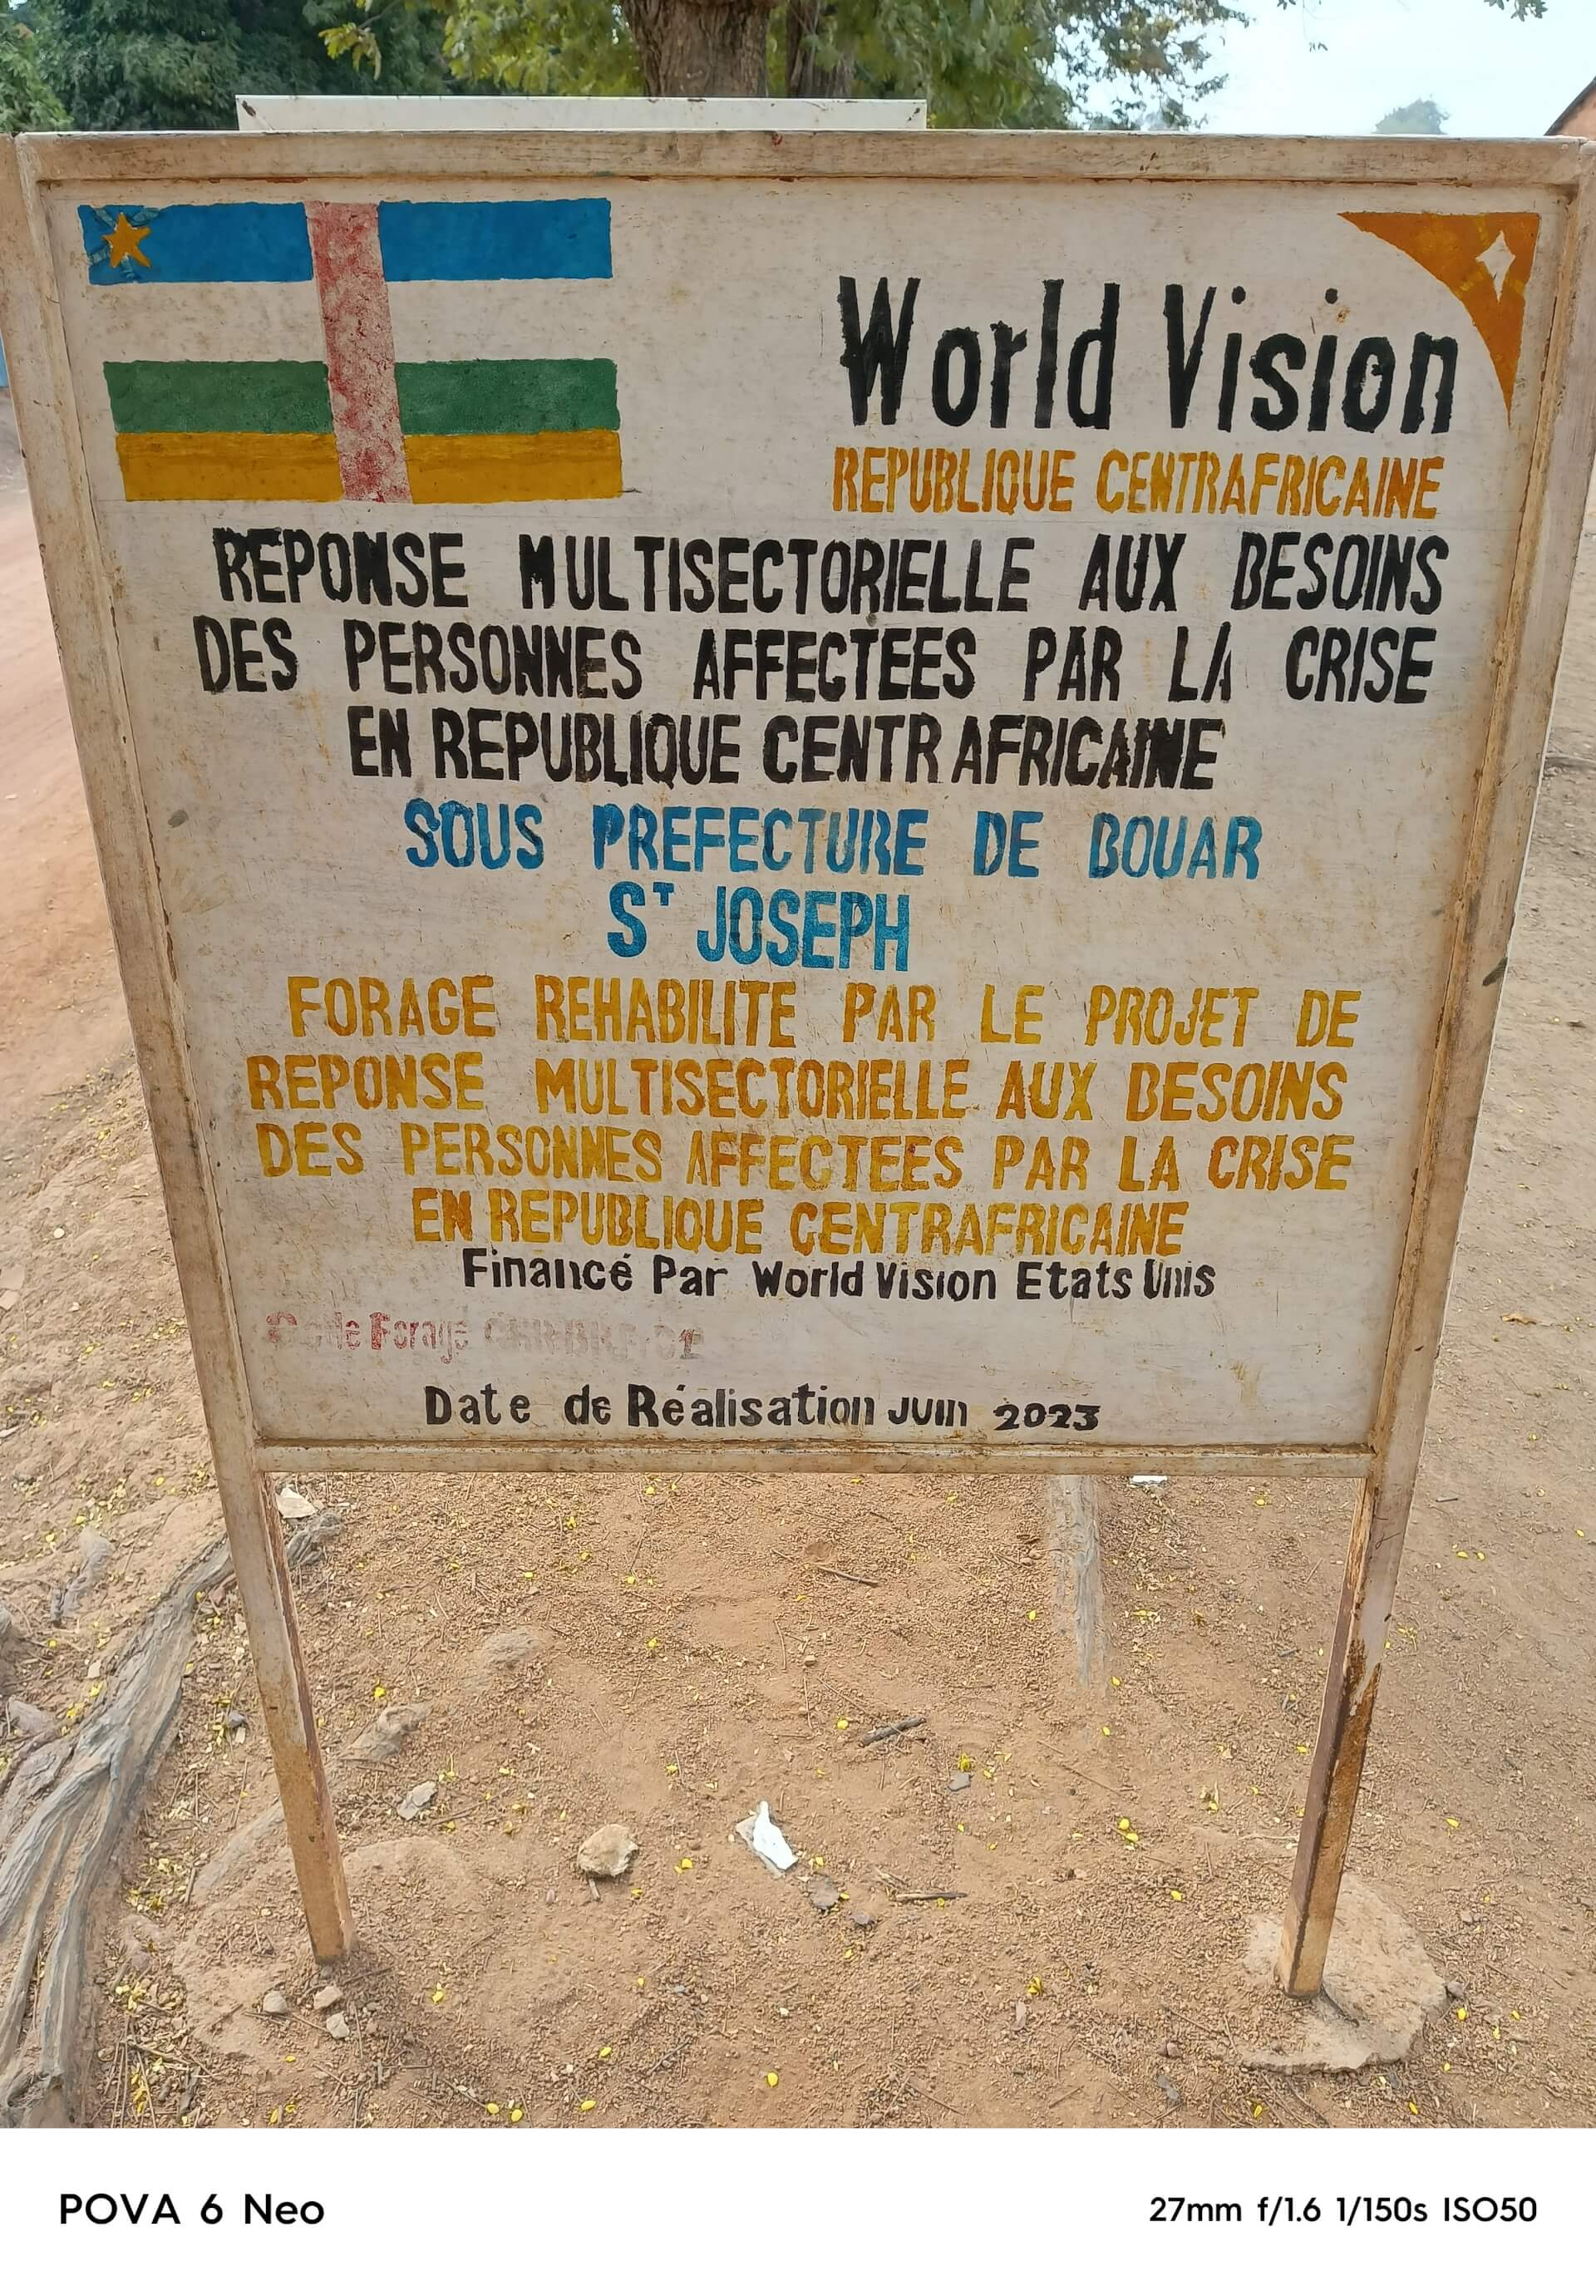 World Vision
REPUBLIQUE CENTRAFRICAINE
REPONSE MULTISECTORIELLE AUX BESOINS
DES PERSONNES AFFECTEES PAR LA CRISE
EN REPUBLIQUE CENTRAFRICAINE
SOUS PREFECTURE DE BOUAR
ST JOSEPH
FORAGE REHABILITE PAR LE PROJET DE
REPONSE MULTISECTORIELLE AUX BESOINS
DES PERSONNES AFFECTEES PAR LA CRISE
EN REPUBLIQUE CENTRAFRICAINE
Financé Par World Vision Etats Unis
Code Forage
Date de Réalisation Juin 2023
POVA 6 Neo
27mm f/1.6 1/150s ISO50